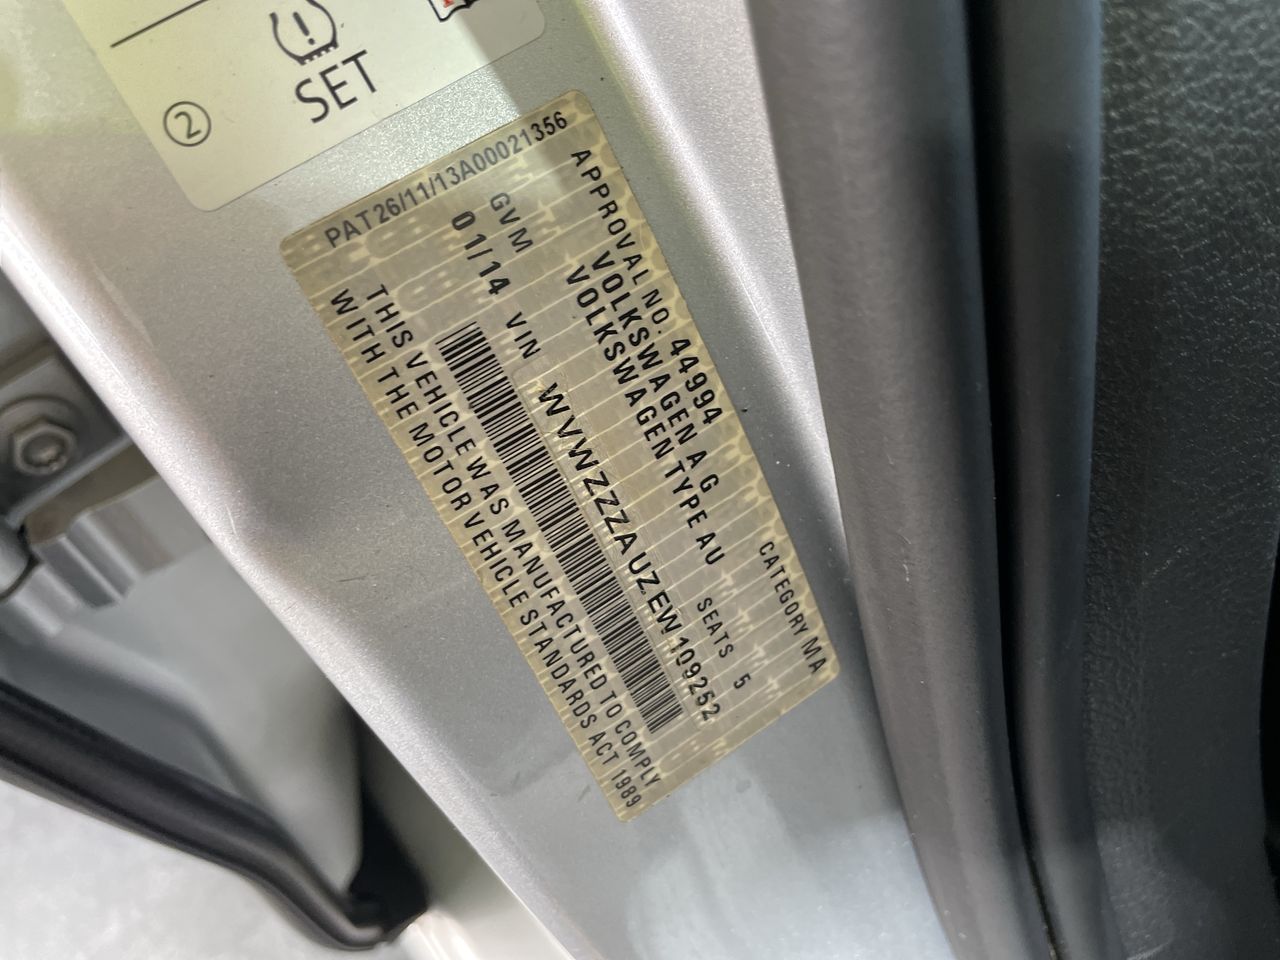 SET
②
PAT26/11/13A00021356
APPROVAL NO. 44994 CATEGORY MA
VOLKSWAGEN AG
VOLKSWAGEN TYPE AU SEATS 5
GVM
01/14 VIN WVWZZZAUZEW109252
THIS VEHICLE WAS MANUFACTURED TO COMPLY
WITH THE MOTOR VEHICLE STANDARDS ACT 1989